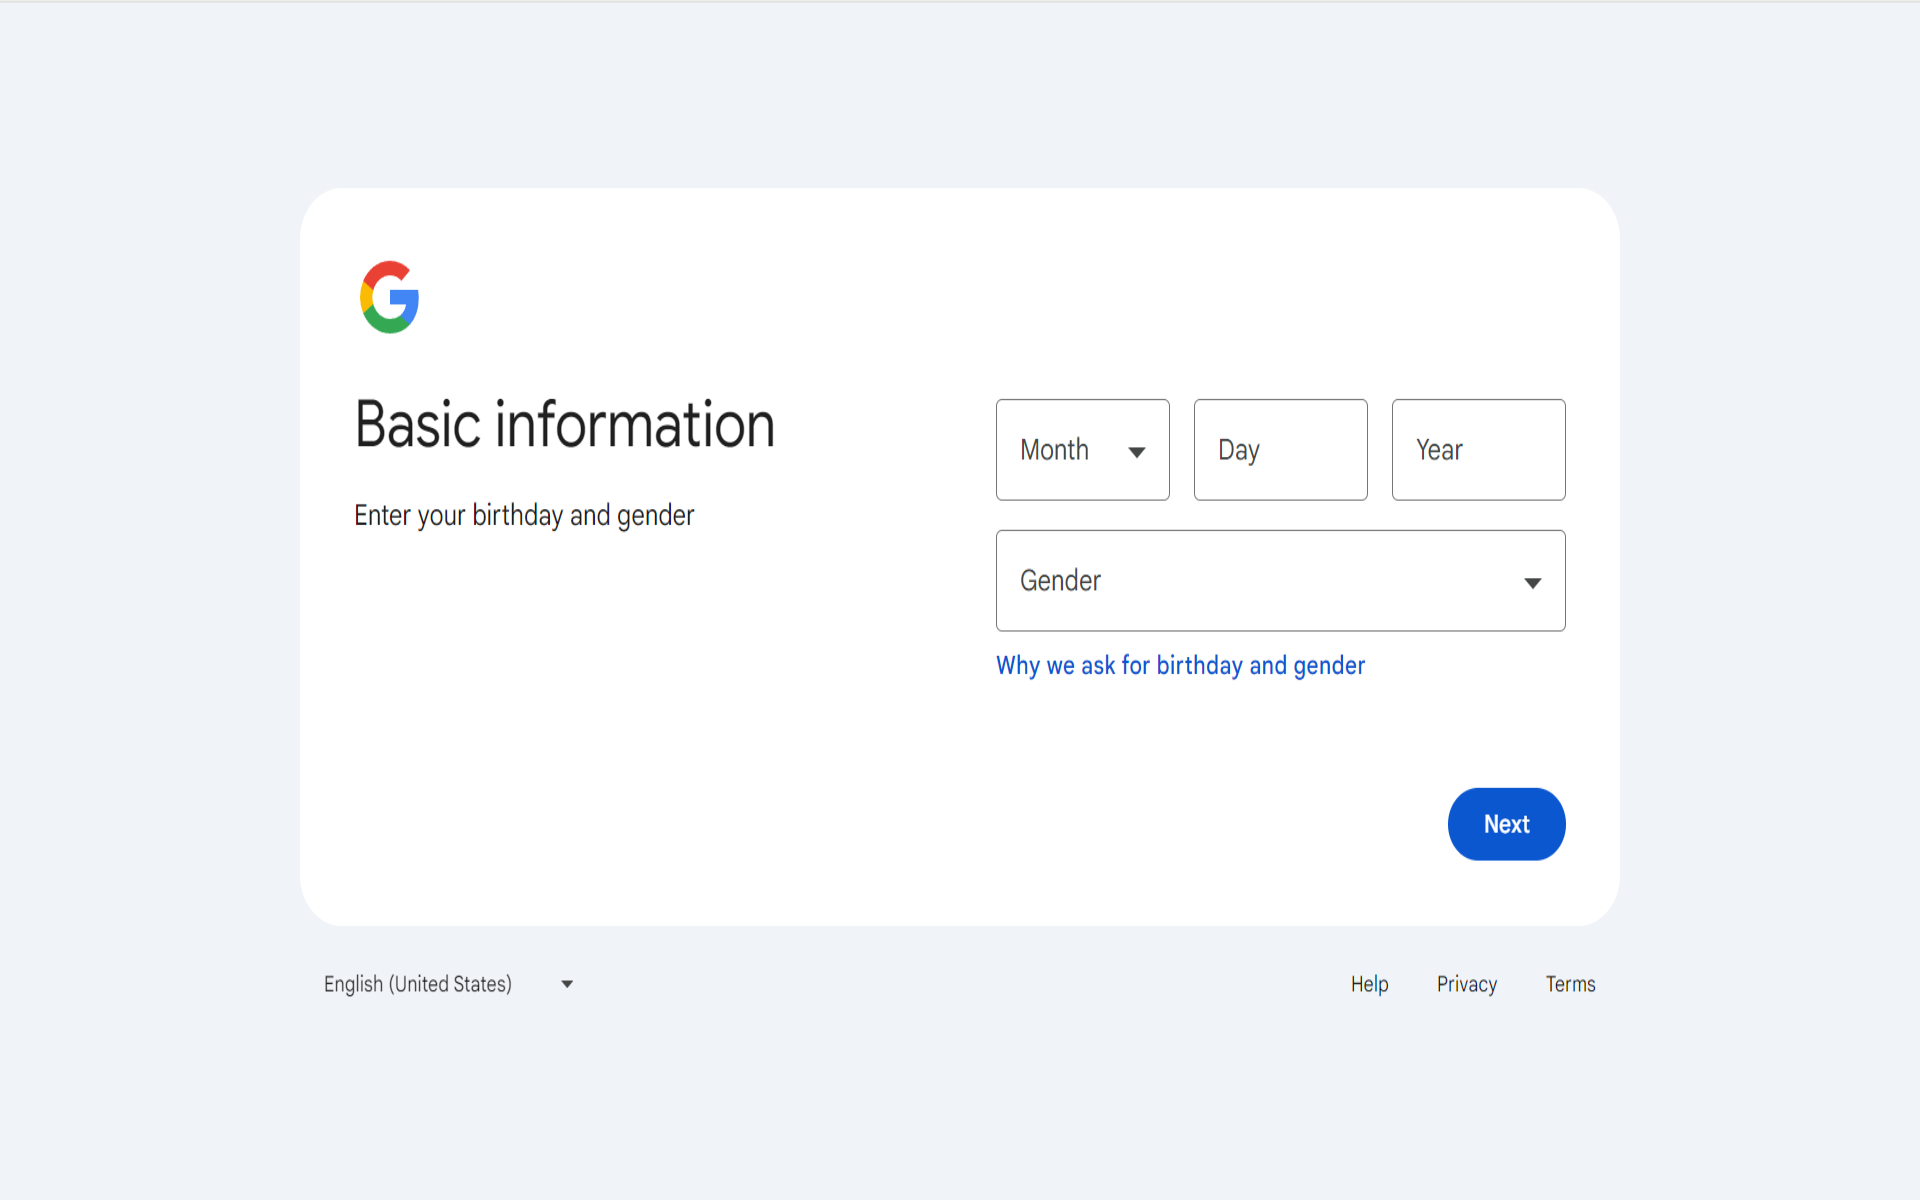 Basic information
Enter your birthday and gender
Month
Day
Year
Gender
Why we ask for birthday and gender
Next
English (United States)
Help
Privacy
Terms